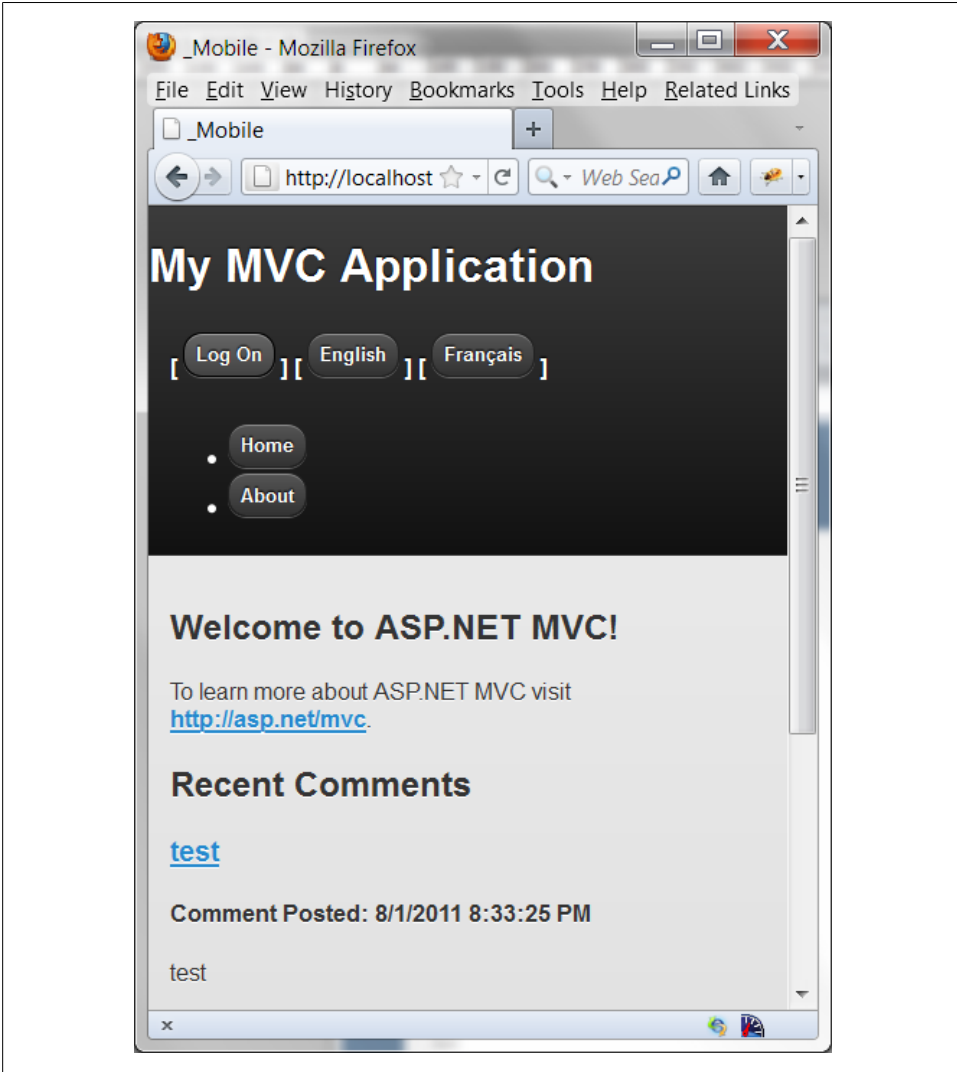 _Mobile - Mozilla Firefox
File Edit View History Bookmarks Tools Help Related Links
_Mobile
http://localhost Web Sea
My MVC Application
[ Log On ] [ English ] [ Français ]
• Home
• About
Welcome to ASP.NET MVC!
To learn more about ASP.NET MVC visit
http://asp.net/mvc.
Recent Comments
test
Comment Posted: 8/1/2011 8:33:25 PM
test